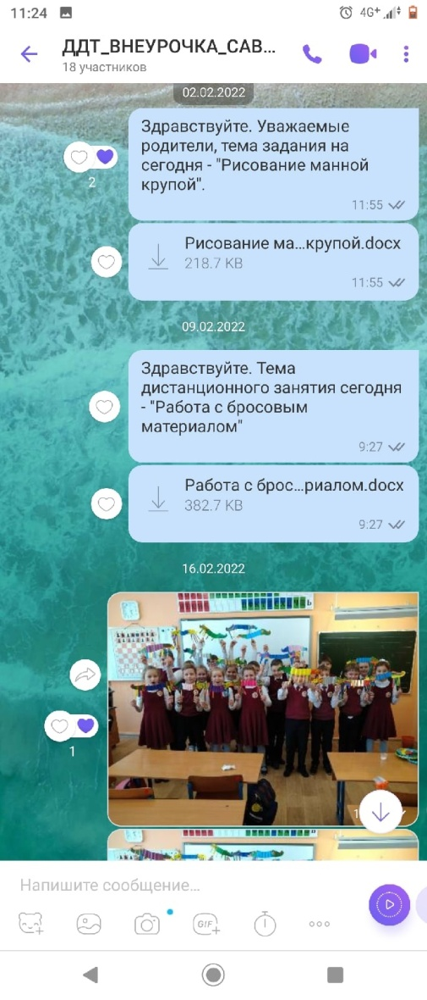 11:24
4G+
ДДТ_ВНЕУРОЧКА_САВ...
18 участников
02.02.2022
Здравствуйте. Уважаемые
родители, тема задания на
сегодня - "Рисование манной
крупой".
11:55
2
Рисование ма...крупой.docx
218.7 KB
11:55
09.02.2022
Здравствуйте. Тема
дистанционного занятия сегодня
- "Работа с бросовым
материалом"
9:27
Работа с брос...риалом.docx
382.7 KB
9:27
16.02.2022
1
Напишите сообщение...
GIF